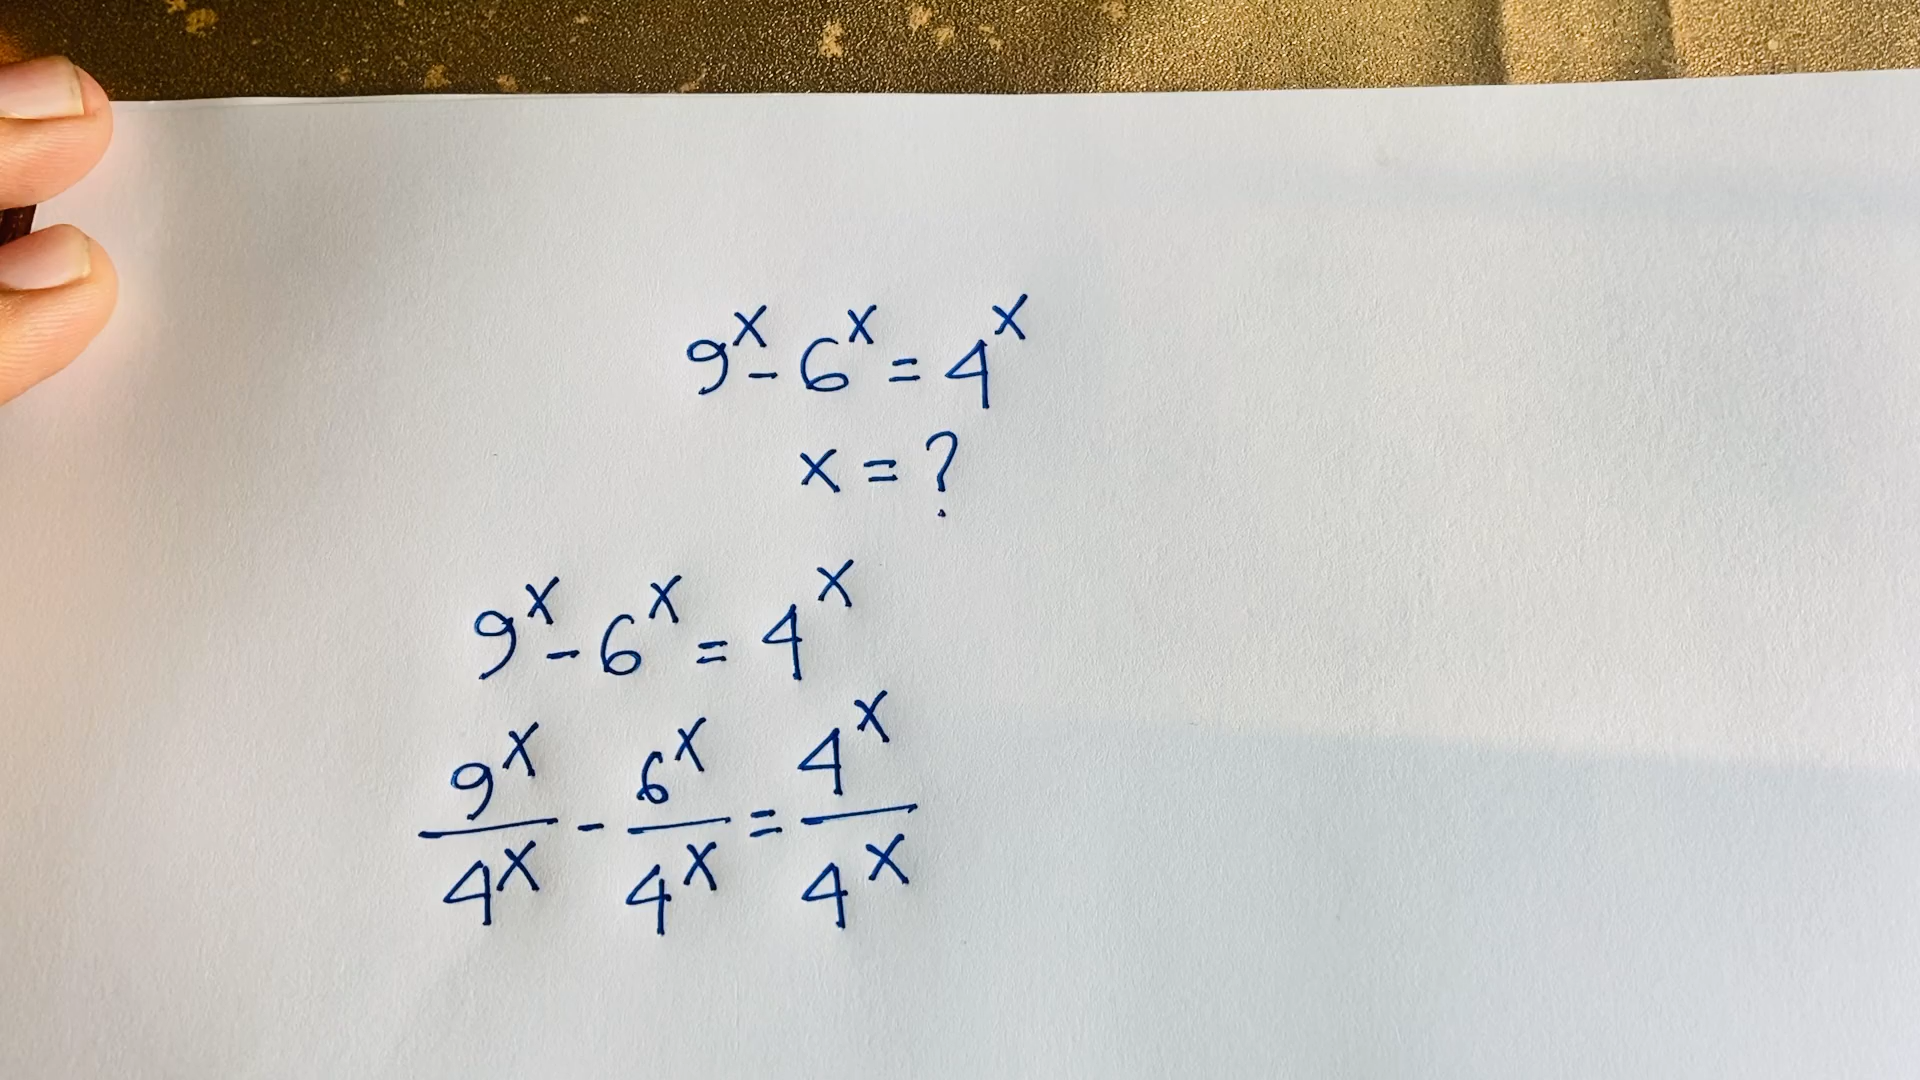 9^x - 6^x = 4^x
x = ?
9^x - 6^x = 4^x
9^x/4^x - 6^x/4^x = 4^x/4^x